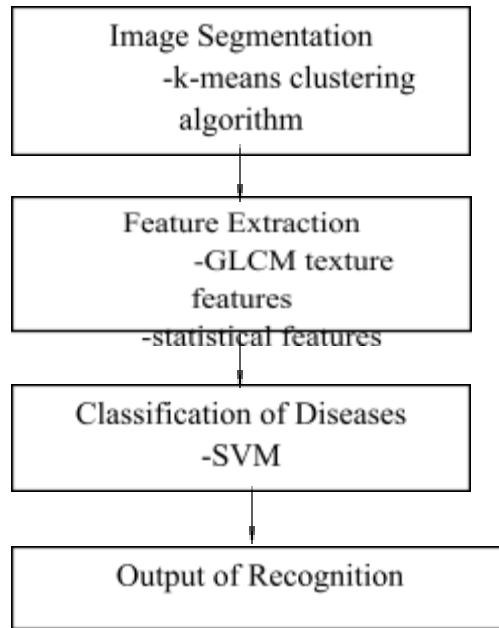 Image Segmentation
-k-means clustering
algorithm
Feature Extraction
-GLCM texture
features
-statistical features
Classification of Diseases
-SVM
Output of Recognition